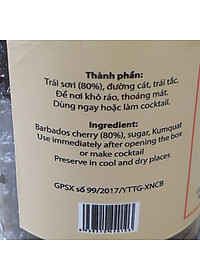 Thành phần:
Trái sơri (80%), đường cát, trái tắc.
Để nơi khô ráo, thoáng mát.
Dùng ngay hoặc làm cocktail.
Ingredient:
Barbados cherry (80%), sugar, Kumquat
Use immediately after opening the box
or make cocktail
Preserve in cool and dry places
GPSX số 99/2017/YTTG-XNCB